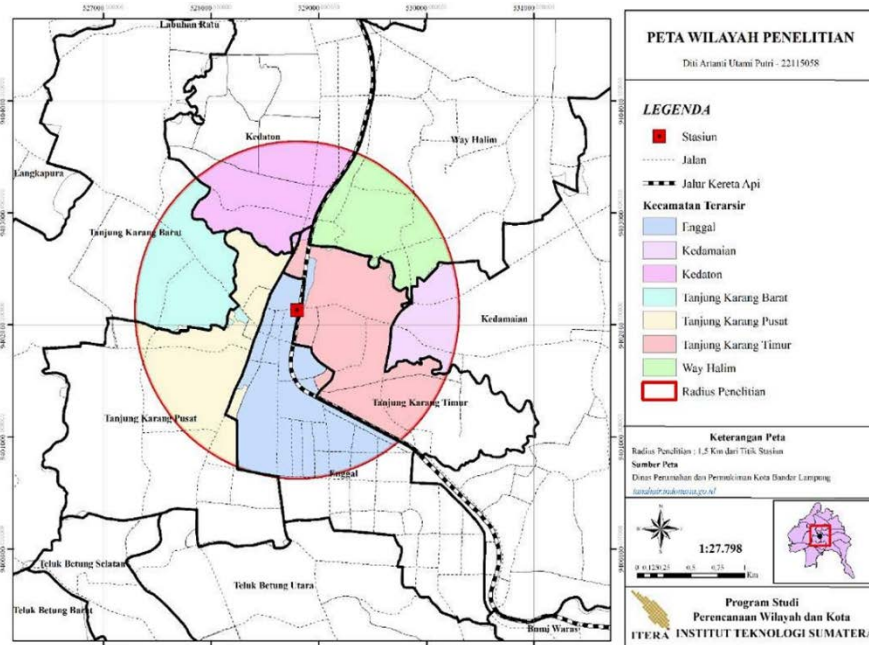 Labuhan Ratu
Kedaton
Way Halim
Langkapura
Tanjung Karang Barat
Kedamaian
Tanjung Karang Pusat
Tanjung Karang Timur
Enggal
Teluk Betung Selatan
Teluk Betung Utara
Teluk Betung Barat
Bumi Waras
PETA WILAYAH PENELITIAN
Utami Putri - 22115058
LEGENDA
Stasiun
Jalan
Jalur Kereta Api
Kecamatan Terarsir
Enggal
Kedamaian
Kedaton
Tanjung Karang Barat
Tanjung Karang Pusat
Tanjung Karang Timur
Way Halim
Radius Penelitian
Keterangan Peta
Radius Penelitian : 1,5 Km dari Titik Stasiun
Sumber Peta
Dinas Perumahan dan Permukiman Kota Bandar Lampung
1:27.798
Km
Program Studi
Perencanaan Wilayah dan Kota
ITERA INSTITUT TEKNOLOGI SUMATERA